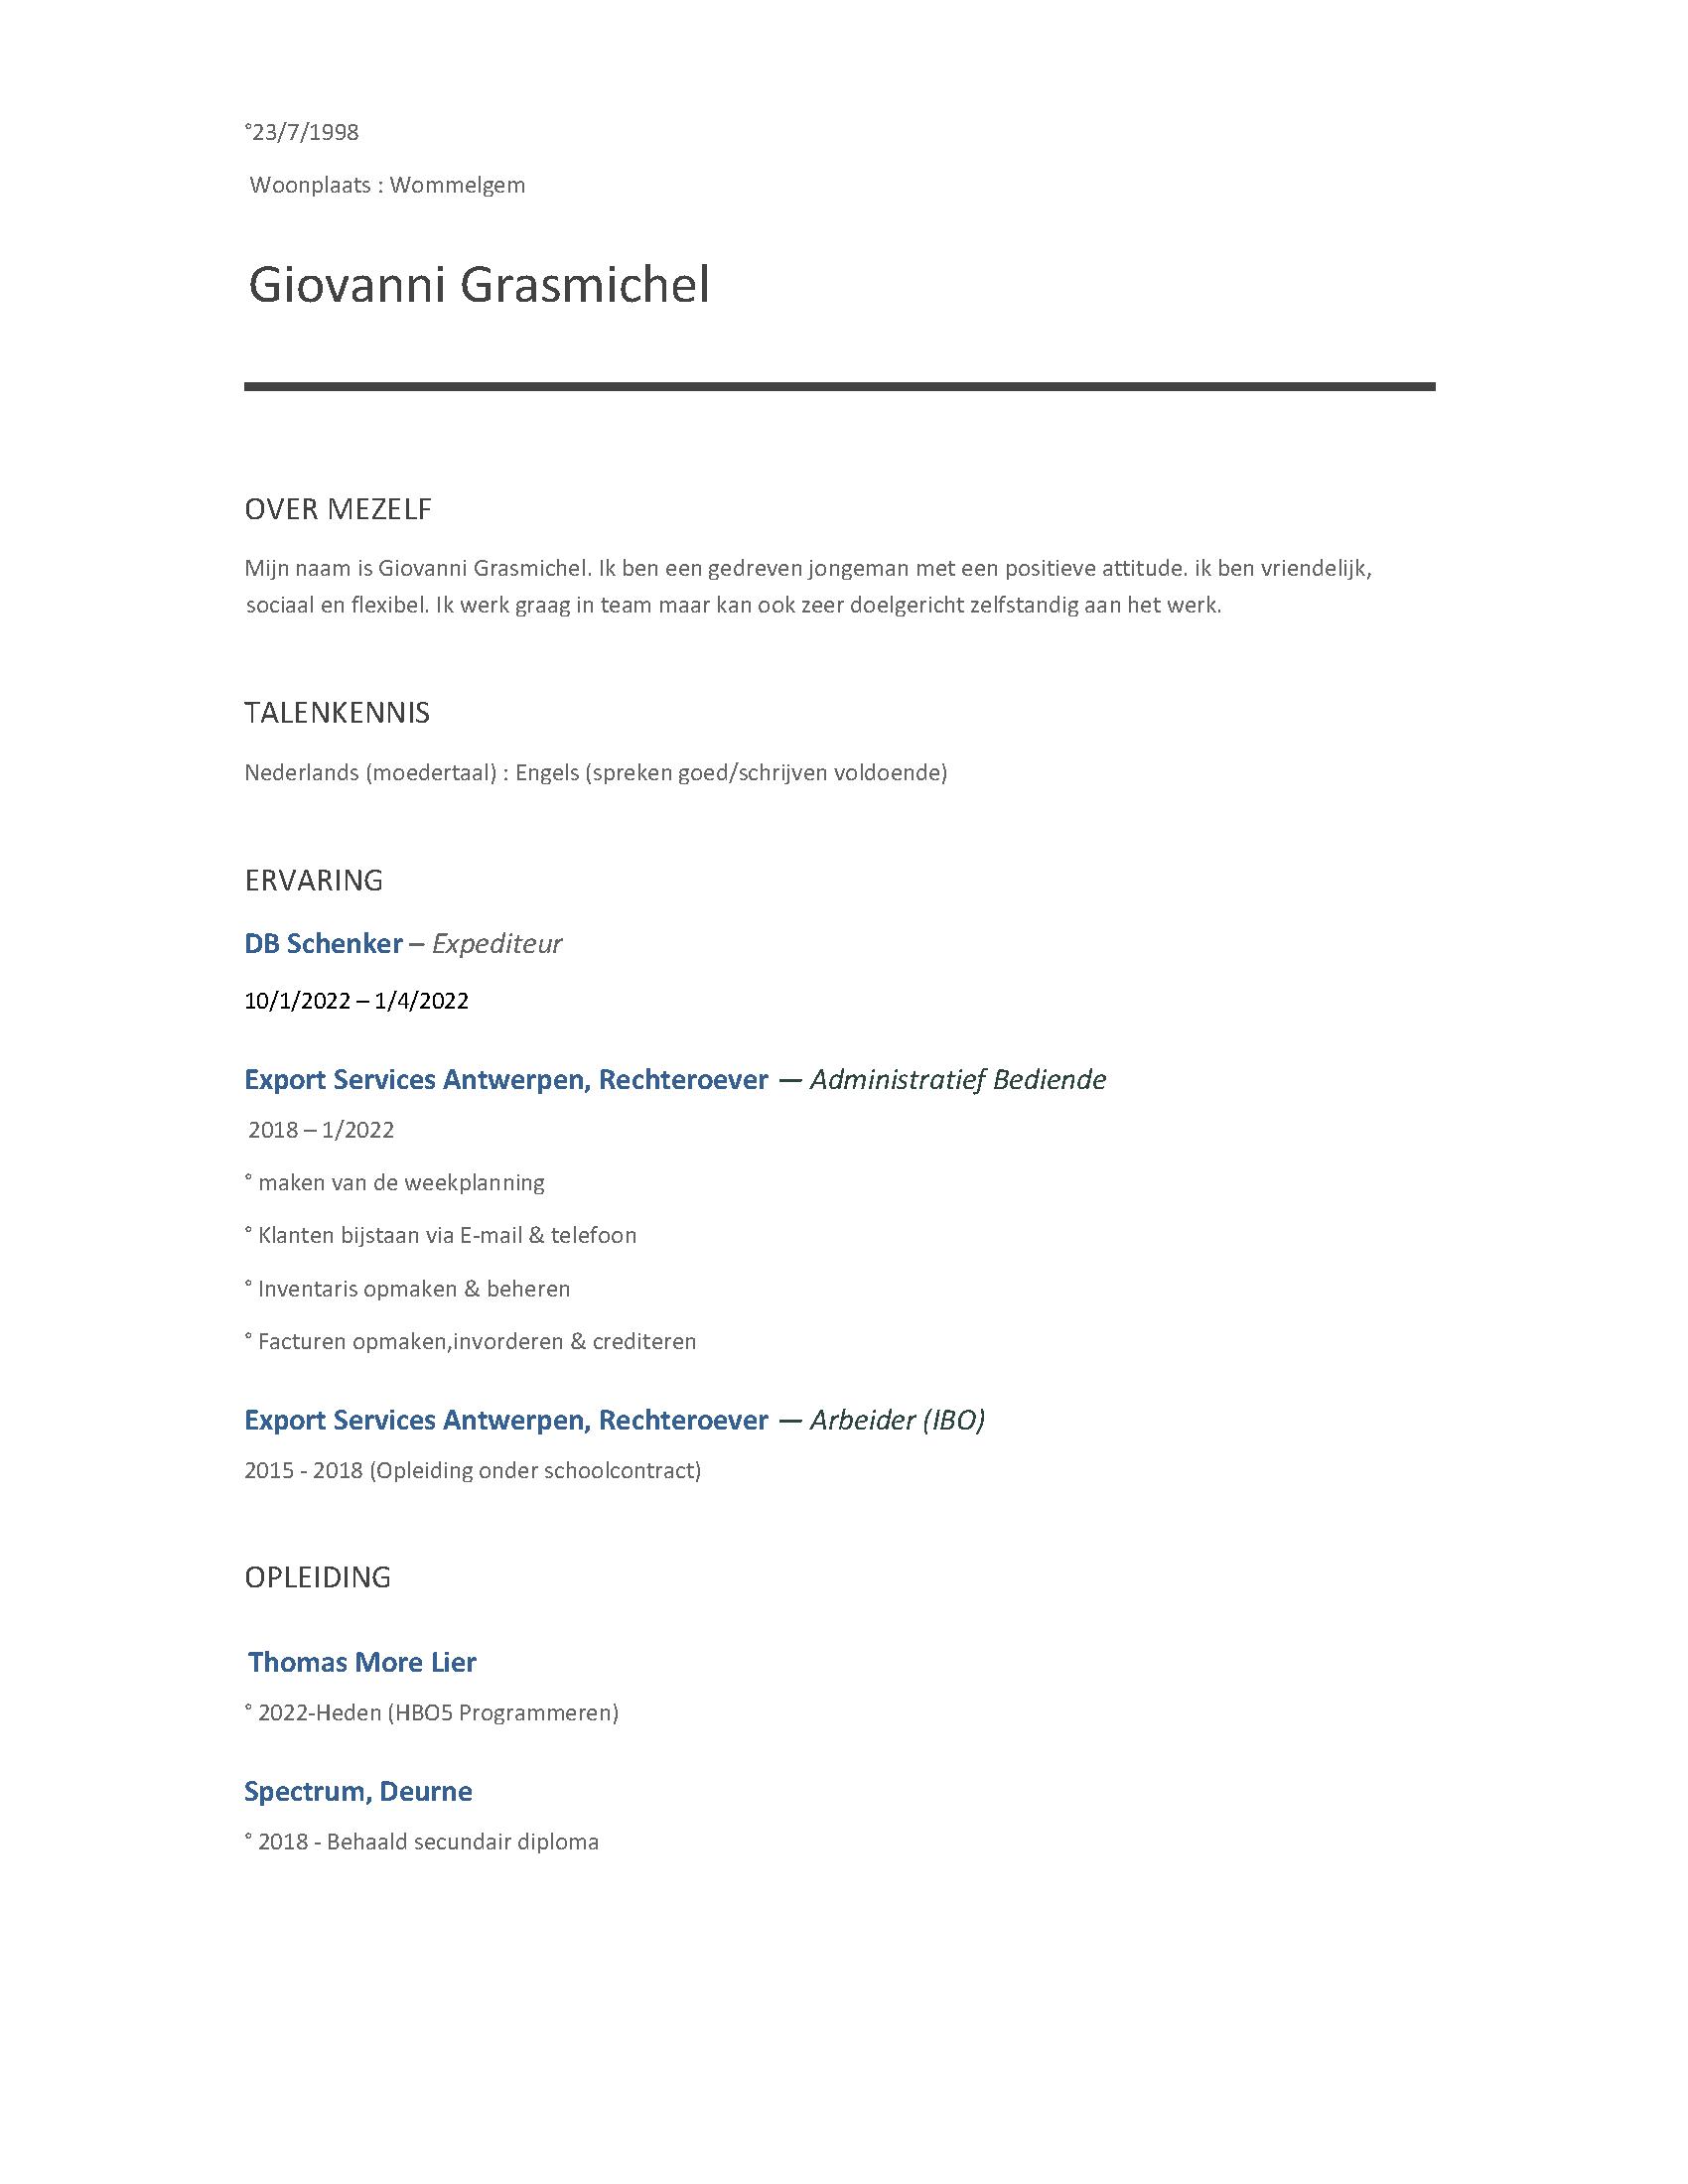 °23/7/1998
Woonplaats : Wommelgem
Giovanni Grasmichel
OVER MEZELF
Mijn naam is Giovanni Grasmichel. Ik ben een gedreven jongeman met een positieve attitude. ik ben vriendelijk,
sociaal en flexibel. Ik werk graag in team maar kan ook zeer doelgericht zelfstandig aan het werk.
TALENKENNIS
Nederlands (moedertaal) : Engels (spreken goed/schrijven voldoende)
ERVARING
DB Schenker – Expediteur
10/1/2022 – 1/4/2022
Export Services Antwerpen, Rechteroever — Administratief Bediende
2018 – 1/2022
° maken van de weekplanning
° Klanten bijstaan via E-mail & telefoon
° Inventaris opmaken & beheren
° Facturen opmaken,invorderen & crediteren
Export Services Antwerpen, Rechteroever — Arbeider (IBO)
2015 - 2018 (Opleiding onder schoolcontract)
OPLEIDING
Thomas More Lier
° 2022-Heden (HBO5 Programmeren)
Spectrum, Deurne
° 2018 - Behaald secundair diploma